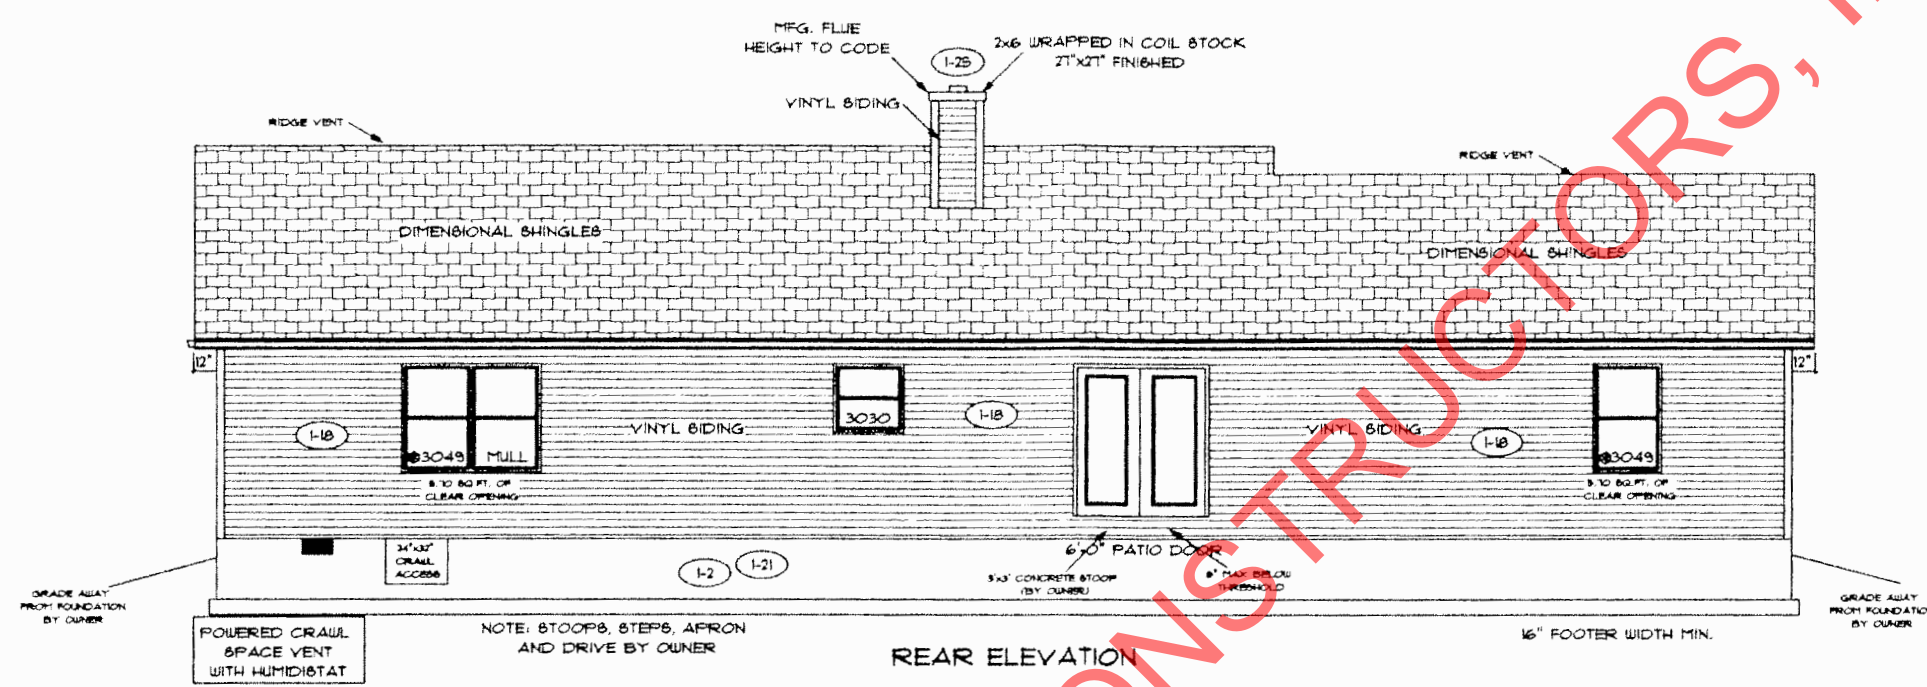 MFG. FLUE
HEIGHT TO CODE
1-25
2x6 WRAPPED IN COIL STOCK
27"x27" FINISHED
VINYL SIDING
RIDGE VENT
RIDGE VENT
DIMENSIONAL SHINGLES
DIMENSIONAL SHINGLES
12"
12"
3030
1-18
1-18
VINYL SIDING
VINYL SIDING
1-18
3049 MULL
3049
5.70 SQ.FT. OF
CLEAR OPENING
5.70 SQ.FT. OF
CLEAR OPENING
24"x32"
CRAWL
ACCESS
1-2
1-21
6'-0" PATIO DOOR
3'x3' CONCRETE STOOP
(BY OWNER)
8" MAX BELOW
THRESHOLD
GRADE AWAY
FROM FOUNDATION
BY OWNER
GRADE AWAY
FROM FOUNDATIO
BY OWNER
POWERED CRAWL
SPACE VENT
WITH HUMIDISTAT
NOTE: STOOPS, STEPS, APRON
AND DRIVE BY OWNER
REAR ELEVATION
16" FOOTER WIDTH MIN.
ONSTRUCTORS,